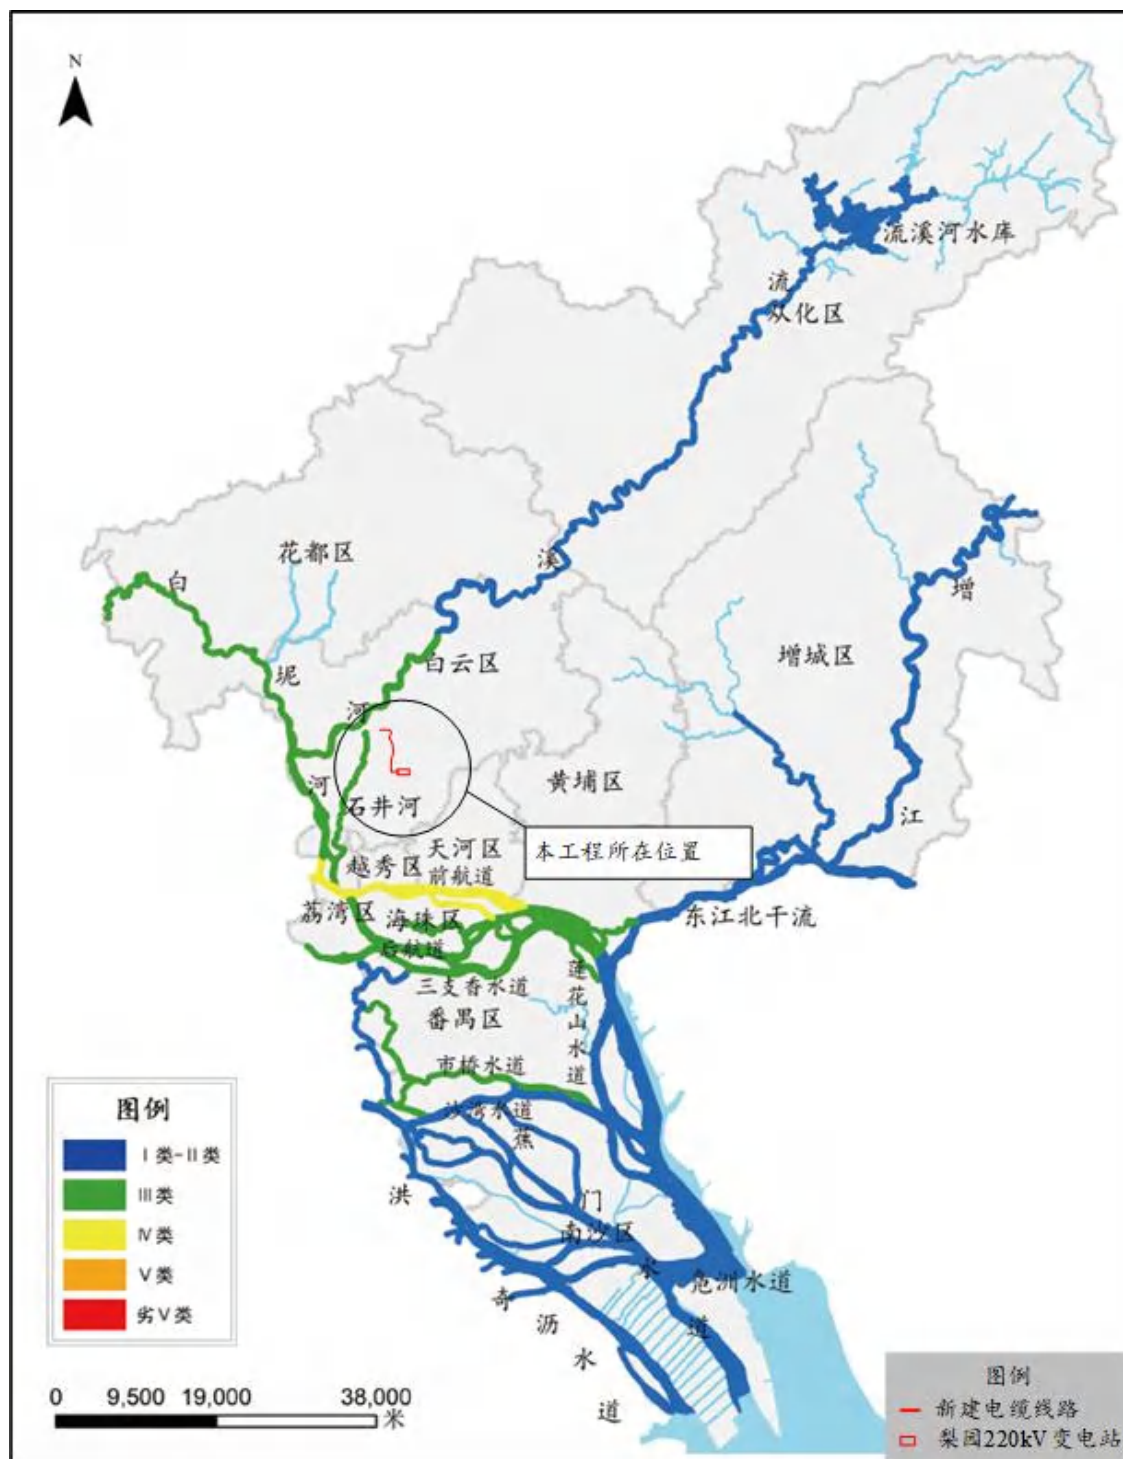 N
流溪河水库
流
从化区
花都区
溪
白
增
白云区
增城区
坭
河
黄埔区
河
石井河
江
本工程所在位置
天河区
越秀区
前航道
荔湾区
海珠区
东江北干流
后航道
莲花山水道
三支香水道
番禺区
市桥水道
沙湾水道
蕉
洪
门
南沙区
水
凫洲水道
奇
道
沥
水
道
图例
I类-II类
III类
IV类
V类
劣V类
0 9,500 19,000 38,000
米
图例
新建电缆线路
梨园220kV变电站